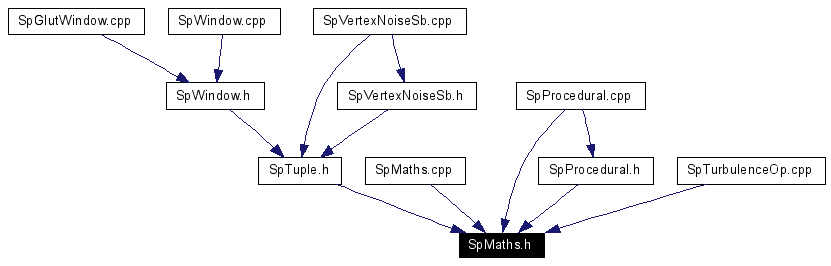 SpGlutWindow.cpp
SpWindow.cpp
SpVertexNoiseSb.cpp
SpWindow.h
SpVertexNoiseSb.h
SpProcedural.cpp
SpTuple.h
SpMaths.cpp
SpProcedural.h
SpTurbulenceOp.cpp
SpMaths.h